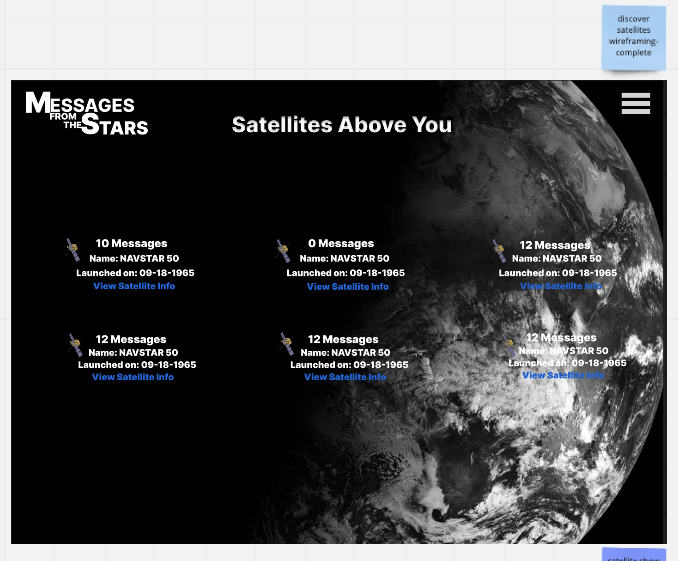 discover
satellites
wireframing-
complete
MESSAGES
FROM
THE STARS
Satellites Above You
10 Messages
Name: NAVSTAR 50
Launched on: 09-18-1965
View Satellite Info
0 Messages
Name: NAVSTAR 50
Launched on: 09-18-1965
View Satellite Info
12 Messages
Name: NAVSTAR 50
Launched on: 09-18-1965
View Satellite Info
12 Messages
Name: NAVSTAR 50
Launched on: 09-18-1965
View Satellite Info
12 Messages
Name: NAVSTAR 50
Launched on: 09-18-1965
View Satellite Info
12 Messages
Name: NAVSTAR 50
Launched on: 09-18-1965
View Satellite Info
satellite show